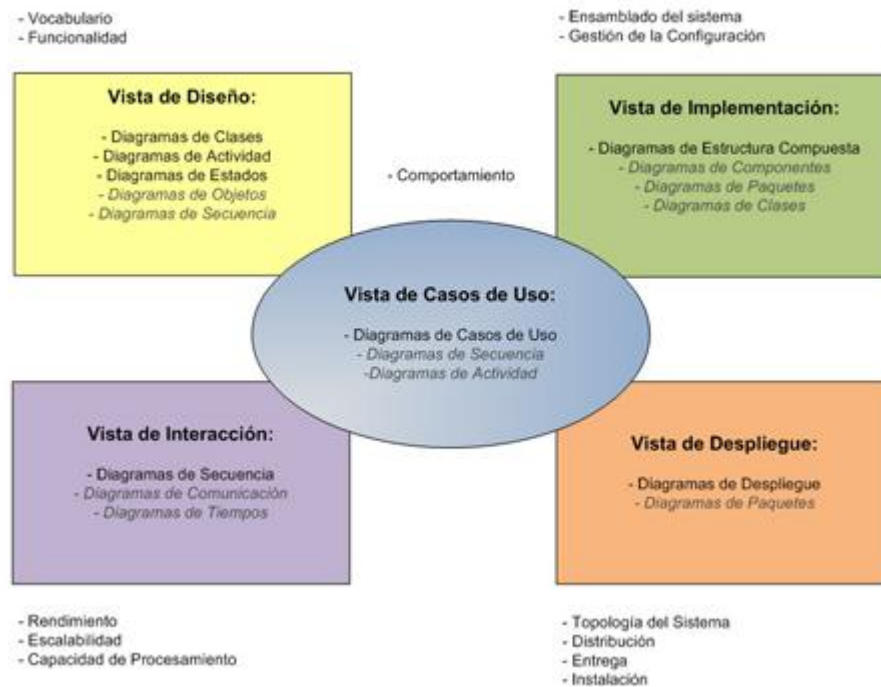 - Vocabulario
- Funcionalidad
- Ensamblado del sistema
- Gestión de la Configuración
Vista de Diseño:
- Diagramas de Clases
- Diagramas de Actividad
- Diagramas de Estados
- Diagramas de Objetos
- Diagramas de Secuencia
Vista de Implementación:
- Diagramas de Estructura Compuesta
- Diagramas de Componentes
- Diagramas de Paquetes
- Diagramas de Clases
- Comportamiento
Vista de Casos de Uso:
- Diagramas de Casos de Uso
- Diagramas de Secuencia
-Diagramas de Actividad
Vista de Interacción:
- Diagramas de Secuencia
- Diagramas de Comunicación
- Diagramas de Tiempos
Vista de Despliegue:
- Diagramas de Despliegue
- Diagramas de Paquetes
- Rendimiento
- Escalabilidad
- Capacidad de Procesamiento
- Topología del Sistema
- Distribución
- Entrega
- Instalación